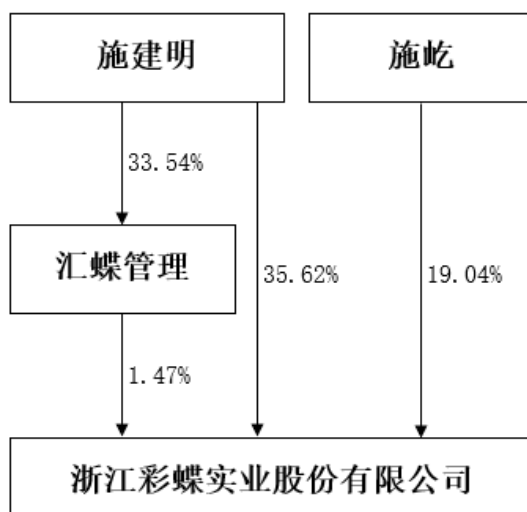 施建明
施屹
33.54%
汇蝶管理
35.62%
19.04%
1.47%
浙江彩蝶实业股份有限公司